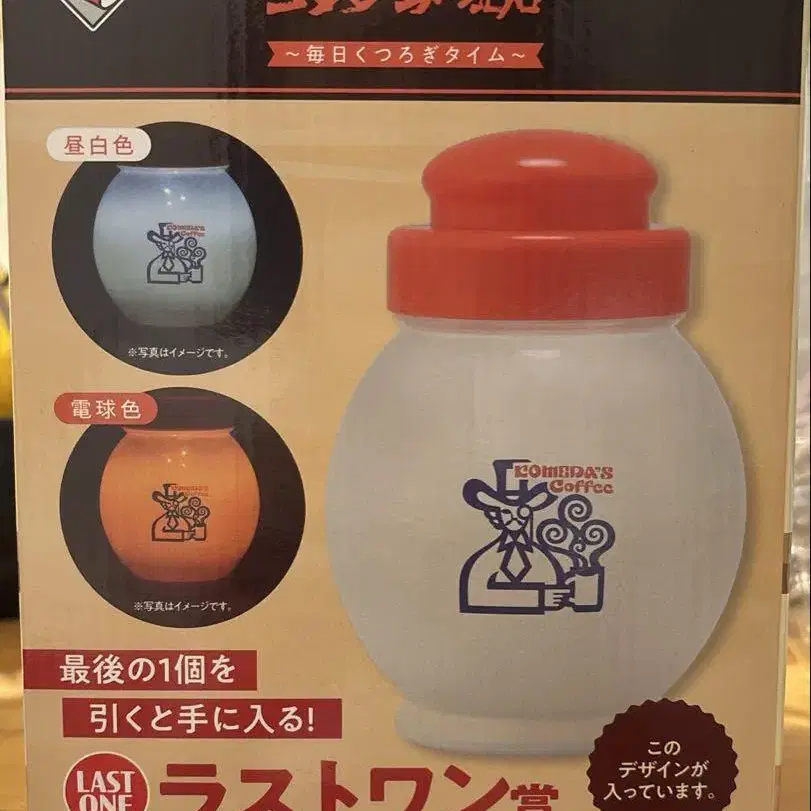 ～毎日くつろぎタイム～
昼白色
KOMEDA'S
Coffee
※写真はイメージです。
電球色
KOMEDA'S
Coffee
※写真はイメージです。
KOMEDA'S
Coffee
最後の1個を
引くと手に入る!
LAST
ONE
ラストワン賞
この
デザインが
入っています。